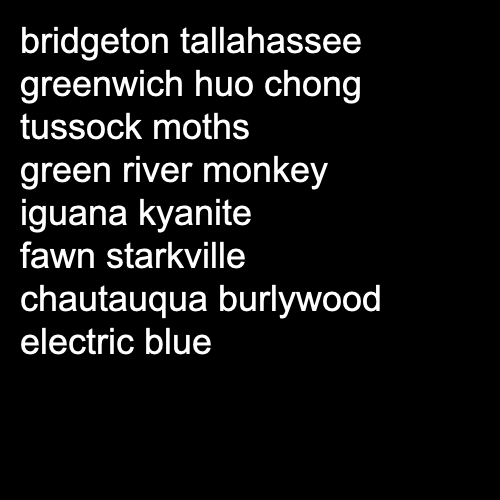 bridgeton tallahassee
greenwich huo chong
tussock moths
green river monkey
iguana kyanite
fawn starkville
chautauqua burlywood
electric blue